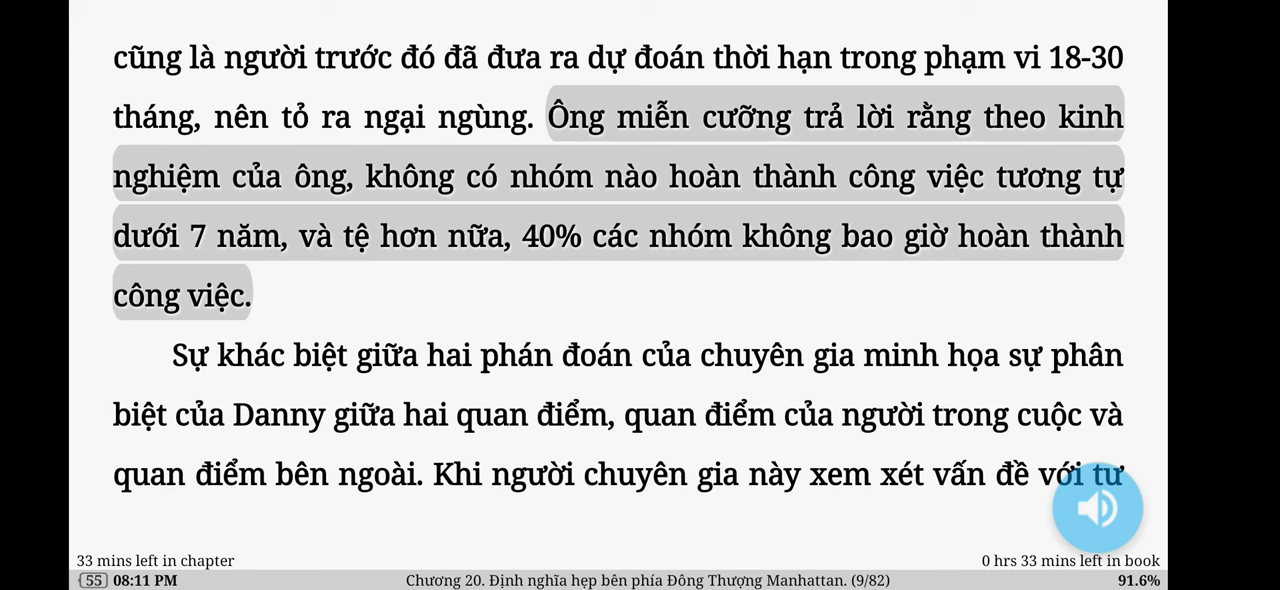 cũng là người trước đó đã đưa ra dự đoán thời hạn trong phạm vi 18-30
tháng, nên tỏ ra ngại ngùng. Ông miễn cưỡng trả lời rằng theo kinh
nghiệm của ông, không có nhóm nào hoàn thành công việc tương tự
dưới 7 năm, và tệ hơn nữa, 40% các nhóm không bao giờ hoàn thành
công việc.
Sự khác biệt giữa hai phán đoán của chuyên gia minh họa sự phân
biệt của Danny giữa hai quan điểm, quan điểm của người trong cuộc và
quan điểm bên ngoài. Khi người chuyên gia này xem xét vấn đề với tư
33 mins left in chapter
0 hrs 33 mins left in book
55 08:11 PM
Chương 20. Định nghĩa hẹp bên phía Đông Thượng Manhattan. (9/82)
91.6%